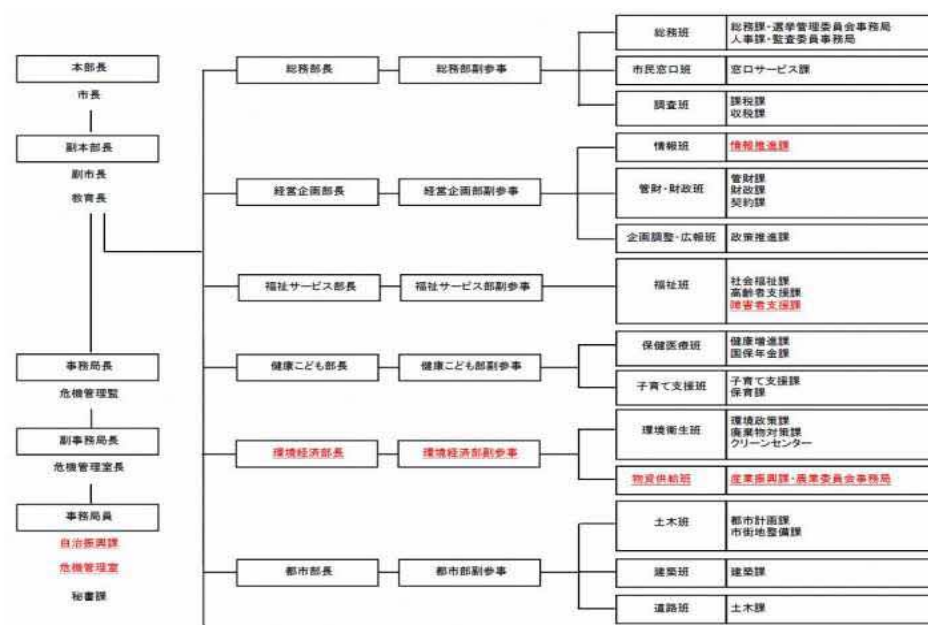 本部長
市長
副本部長
副市長
教育長
事務局長
危機管理監
副事務局長
危機管理室長
事務局員
自治振興課
危機管理室
秘書課
総務部長
総務部副参事
総務班
総務課・選挙管理委員会事務局
人事課・監査委員事務局
市民窓口班
窓口サービス課
調査班
課税課
収税課
経営企画部長
経営企画部副参事
情報班
情報推進課
管財・財政班
管財課
財政課
契約課
企画調整・広報班
政策推進課
福祉サービス部長
福祉サービス部副参事
福祉班
社会福祉課
高齢者支援課
障害者支援課
健康こども部長
健康こども部副参事
保健医療班
健康増進課
国保年金課
子育て支援班
子育て支援課
保育課
環境経済部長
環境経済部副参事
環境衛生班
環境政策課
廃棄物対策課
クリーンセンター
物資供給班
産業振興課・農業委員会事務局
都市部長
都市部副参事
土木班
都市計画課
市街地整備課
建築班
建築課
道路班
土木課